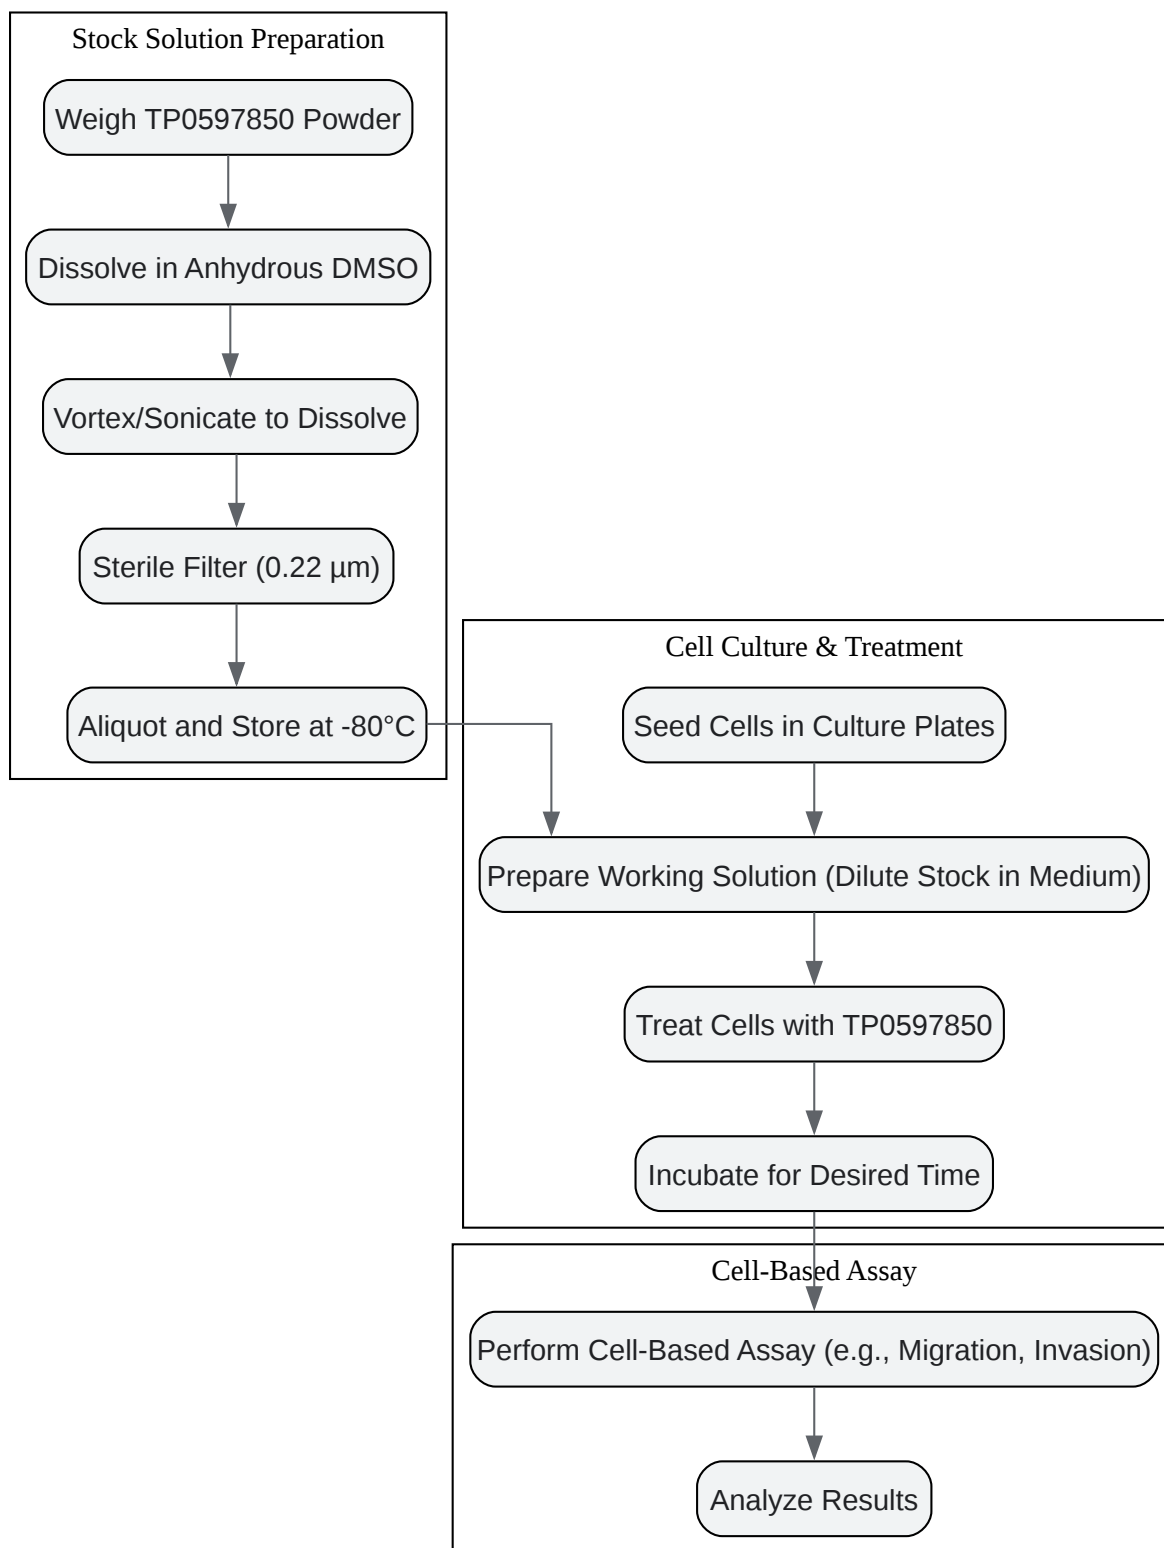 Stock Solution Preparation
Weigh TP0597850 Powder
Dissolve in Anhydrous DMSO
Vortex/Sonicate to Dissolve
Sterile Filter (0.22 µm)
Aliquot and Store at -80°C
Cell Culture & Treatment
Seed Cells in Culture Plates
Prepare Working Solution (Dilute Stock in Medium)
Treat Cells with TP0597850
Incubate for Desired Time
Cell-Based Assay
Perform Cell-Based Assay (e.g., Migration, Invasion)
Analyze Results